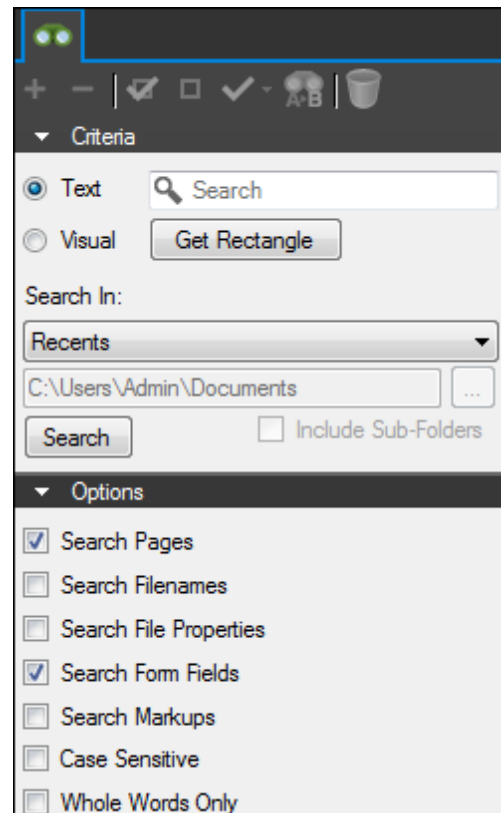 A▸B
Criteria
Text Search
Visual Get Rectangle
Search In:
Recents
C:\Users\Admin\Documents ...
Search Include Sub-Folders
Options
Search Pages
Search Filenames
Search File Properties
Search Form Fields
Search Markups
Case Sensitive
Whole Words Only